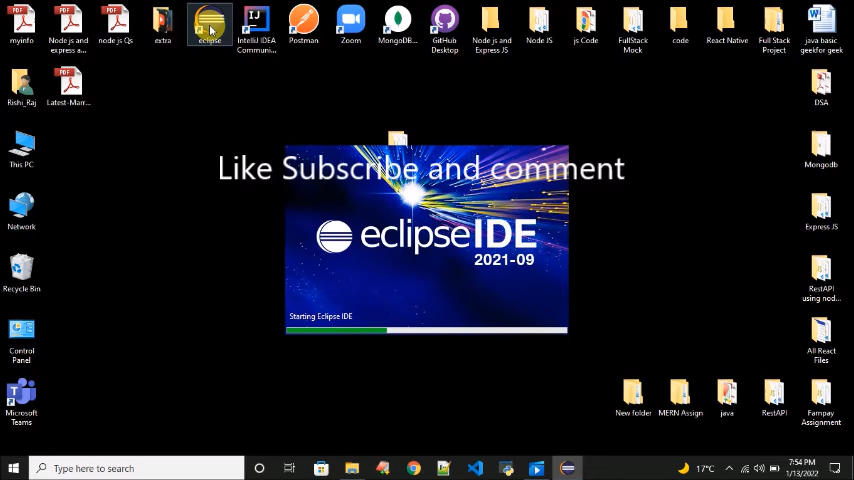 myinfo
Node js and
express a...
node js Qs
extra
eclipse
IntelliJ IDEA
Communi...
Postman
Zoom
MongoDB...
GitHub
Desktop
Node js and
Express JS
Node JS
js Code
FullStack
Mock
code
React Native
Full Stack
Project
java basic
geekfor geek
Rishi_Raj
Latest-Marr...
DSA
This PC
Mongodb
Like Subscribe and comment
eclipse IDE
2021-09
Network
Express JS
Recycle Bin
RestAPI
using nod...
Starting Eclipse IDE
Control
Panel
All React
Files
Microsoft
Teams
New folder
MERN Assign
java
RestAPI
Fampay
Assignment
Type here to search
17°C
7:54 PM
1/13/2022